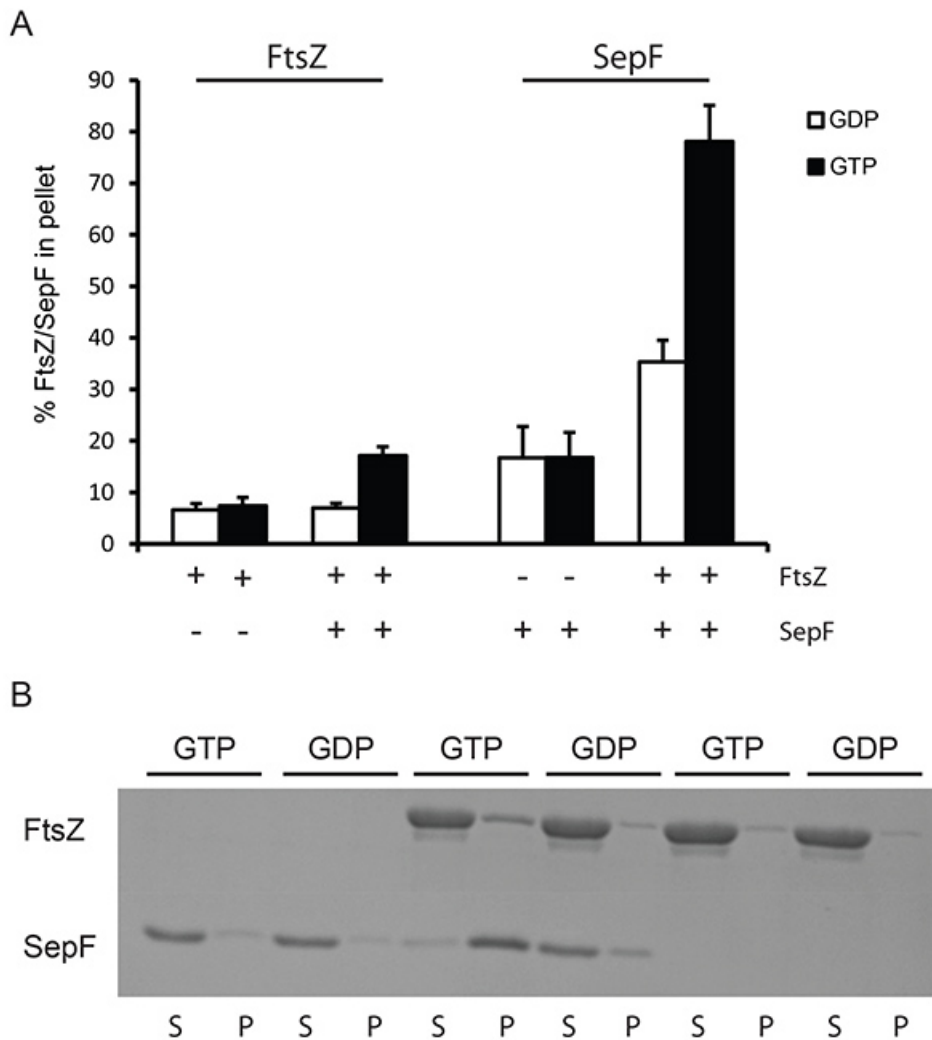 A
FtsZ SepF
90
80
70
60
50
40
30
20
10
0
% FtsZ/SepF in pellet
GDP
GTP
+ + + + - - + + FtsZ
- - + + + + + + SepF
B
GTP GDP GTP GDP GTP GDP
FtsZ
SepF
S P S P S P S P S P S P